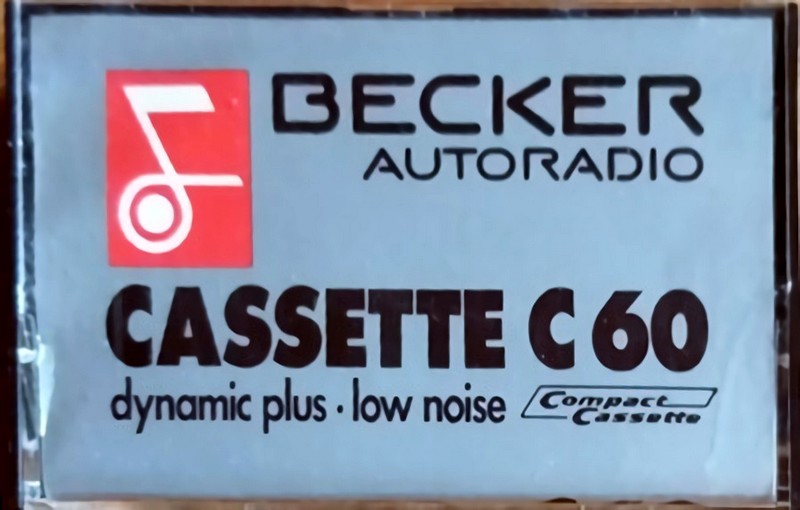 BECKER
AUTORADIO
CASSETTE C 60
dynamic plus · low noise
Compact
Cassette